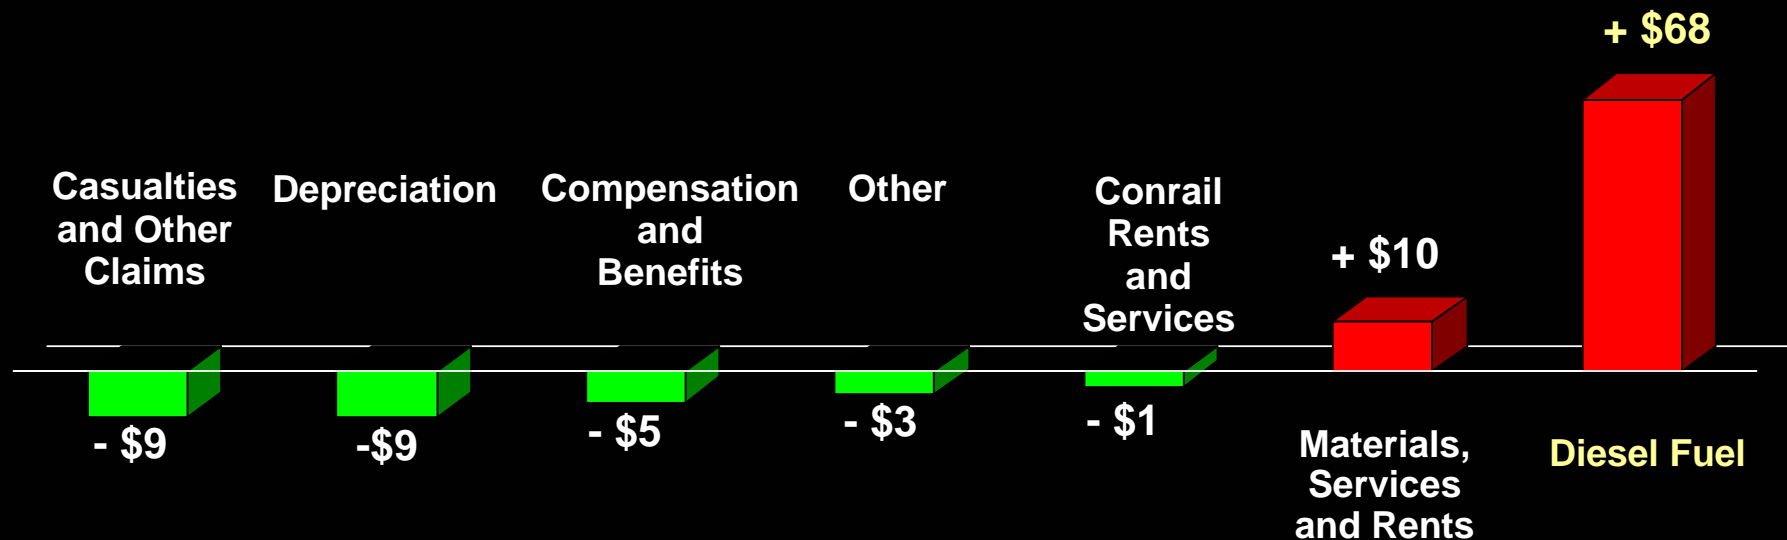 + $68
Casualties
and Other
Claims
Depreciation
Compensation
and
Benefits
Other
Conrail
Rents
and
Services
+ $10
- $9
-$9
- $5
- $3
- $1
Materials,
Services
and Rents
Diesel Fuel